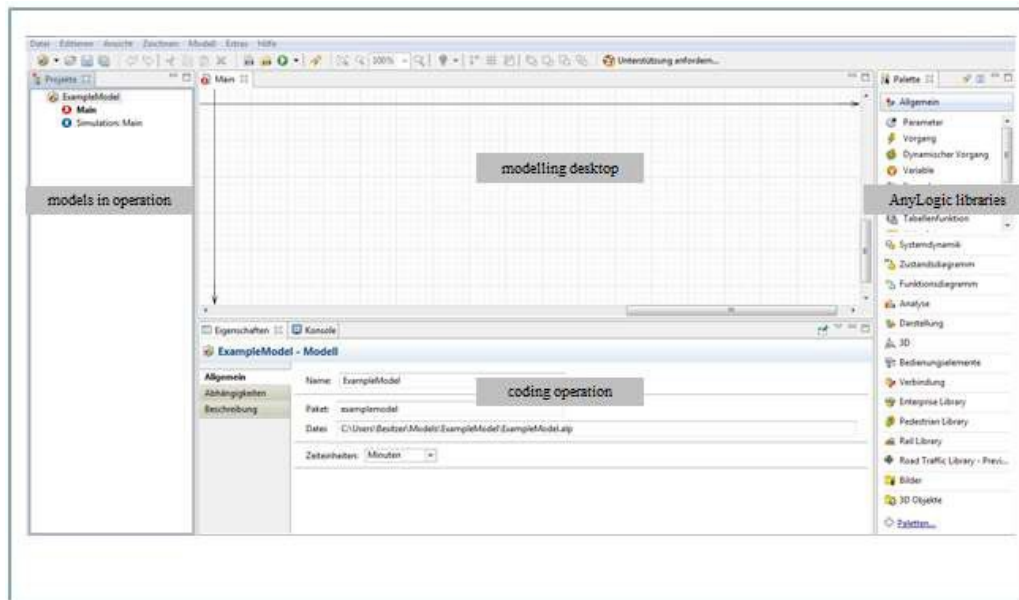 Datei Editieren Ansicht Zeichnen Modell Extras Hilfe
100% Unterstützung anfordern...
Projekte
ExampleModel
Main
Simulation: Main
models in operation
Main
modelling desktop
Eigenschaften Konsole
ExampleModel - Modell
Allgemein
Abhängigkeiten
Beschreibung
Name: ExampleModel
coding operation
Paket: examplemodel
Datei: C:\Users\Besitzer\Models\ExampleModel\ExampleModel.alp
Zeiteinheiten: Minuten
Palette
Allgemein
Parameter
Vorgang
Dynamischer Vorgang
Variable
AnyLogic libraries
Tabellenfunktion
Systemdynamik
Zustandsdiagramm
Funktionsdiagramm
Analyse
Darstellung
3D
Bedienungselemente
Verbindung
Enterprise Library
Pedestrian Library
Rail Library
Road Traffic Library - Previ...
Bilder
3D Objekte
Paletten...